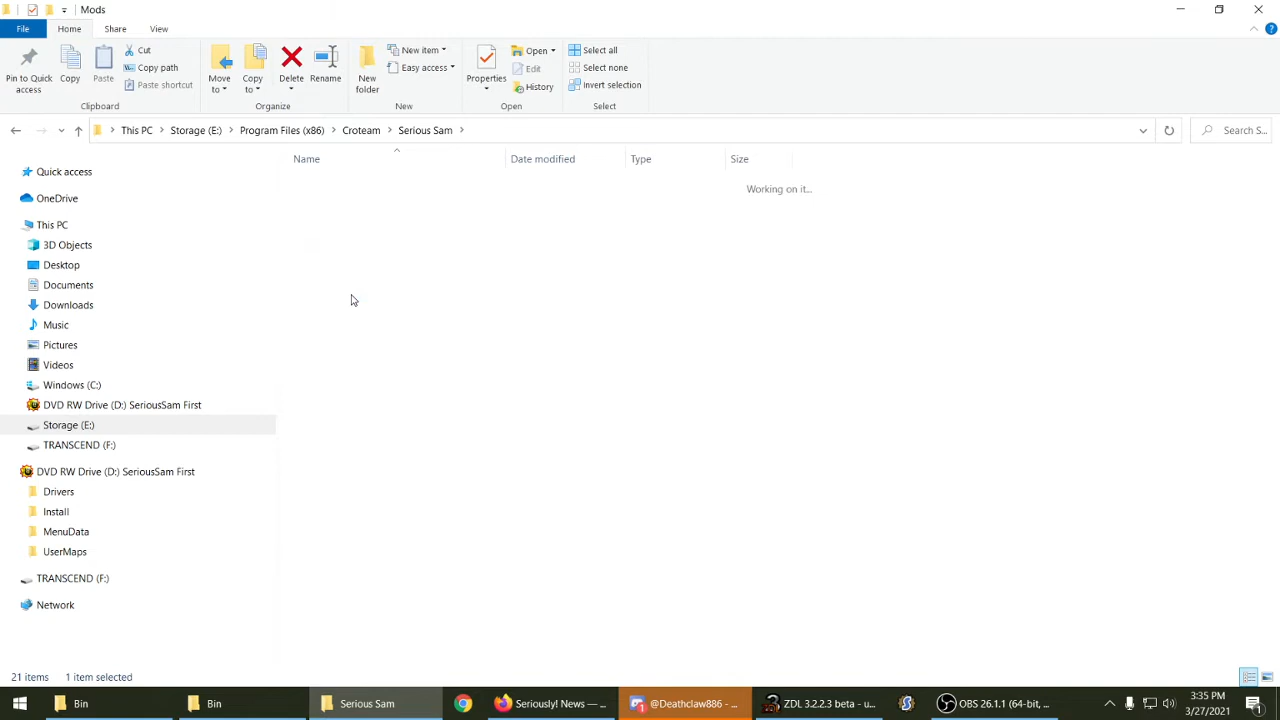 Mods
File
Home
Share
View
Pin to Quick access
Copy
Paste
Cut
Copy path
Paste shortcut
Clipboard
Move to
Copy to
Delete
Rename
Organize
New folder
New item
Easy access
New
Properties
Open
Edit
History
Open
Select all
Select none
Invert selection
Select
This PC > Storage (E:) > Program Files (x86) > Croteam > Serious Sam >
Search S...
Name
Date modified
Type
Size
Working on it...
Quick access
OneDrive
This PC
3D Objects
Desktop
Documents
Downloads
Music
Pictures
Videos
Windows (C:)
DVD RW Drive (D:) SeriousSam First
Storage (E:)
TRANSCEND (F:)
DVD RW Drive (D:) SeriousSam First
Drivers
Install
MenuData
UserMaps
TRANSCEND (F:)
Network
21 items
1 item selected
Bin
Bin
Serious Sam
Seriously! News — ...
@Deathclaw886 - ...
ZDL 3.2.2.3 beta - u...
OBS 26.1.1 (64-bit, ...
3:35 PM
3/27/2021
1